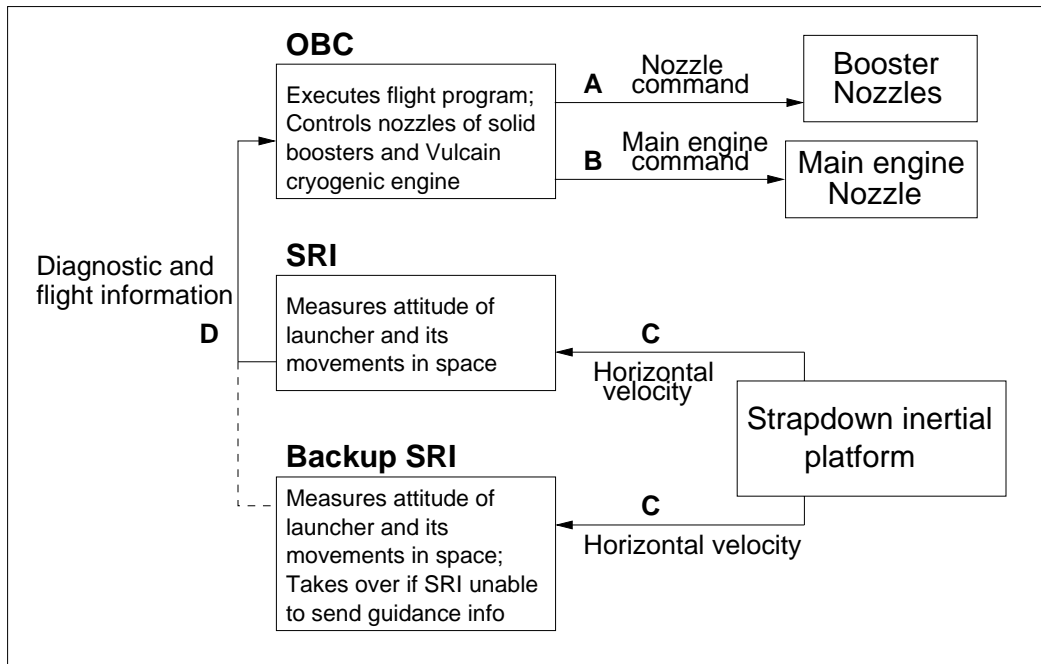 OBC
Executes flight program;
Controls nozzles of solid
boosters and Vulcain
cryogenic engine
A
Nozzle
command
Booster
Nozzles
B
Main engine
command
Main engine
Nozzle
Diagnostic and
flight information
D
SRI
Measures attitude of
launcher and its
movements in space
C
Horizontal
velocity
Strapdown inertial
platform
Backup SRI
Measures attitude of
launcher and its
movements in space;
Takes over if SRI unable
to send guidance info
C
Horizontal velocity